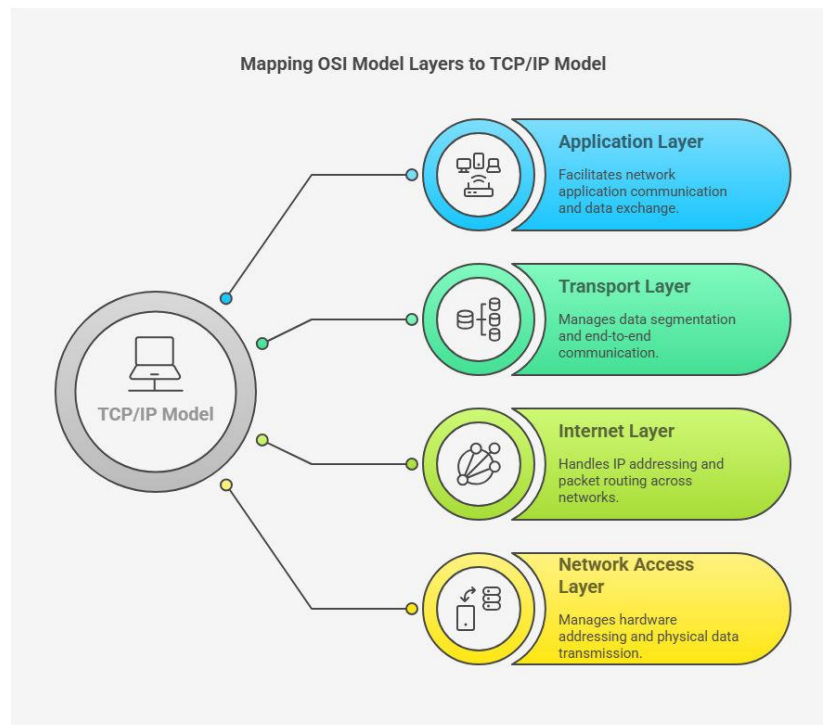 Mapping OSI Model Layers to TCP/IP Model
Application Layer
Facilitates network
application communication
and data exchange.
Transport Layer
Manages data segmentation
and end-to-end
communication.
TCP/IP Model
Internet Layer
Handles IP addressing and
packet routing across
networks.
Network Access
Layer
Manages hardware
addressing and physical data
transmission.